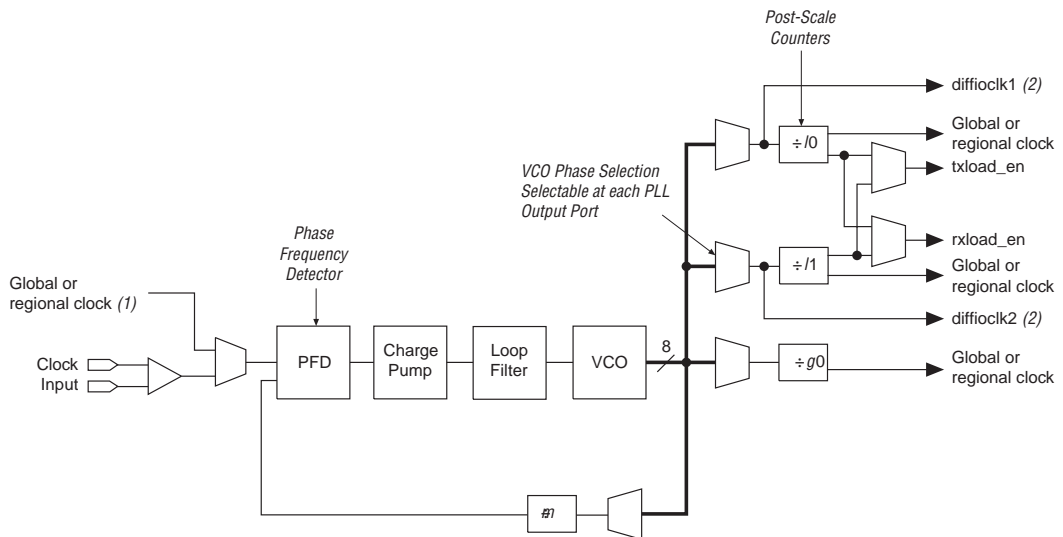 Post-Scale
Counters
diffioclk1 (2)
Global or
regional clock
÷l0
txload_en
VCO Phase Selection
Selectable at each PLL
Output Port
rxload_en
÷l1
Global or
regional clock
Phase
Frequency
Detector
Global or
regional clock (1)
diffioclk2 (2)
8
÷g0
PFD
Charge
Pump
Loop
Filter
VCO
Clock
Input
Global or
regional clock